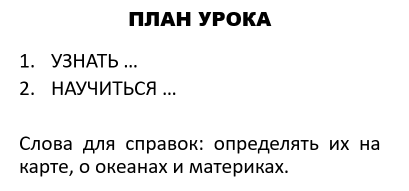 ПЛАН УРОКА
1. УЗНАТЬ ...
2. НАУЧИТЬСЯ ...
Слова для справок: определять их на
карте, о океанах и материках.